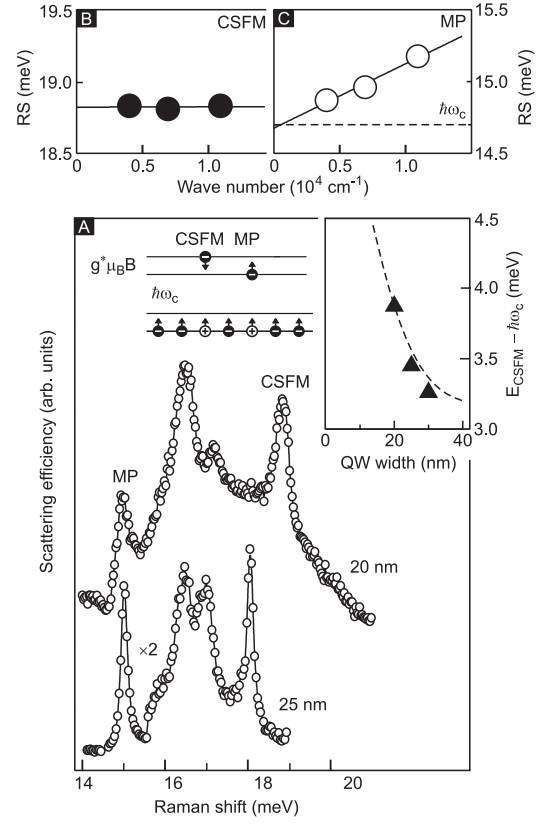 B
CSFM
19.5
19.0
18.5
RS (meV)
0
0.5
1.0
C
MP
15.5
15.0
14.5
RS (meV)
ħω_c
0
0.5
1.0
Wave number (10⁴ cm⁻¹)
A
CSFM MP
g*μ_BB
ħω_c
CSFM
MP
×2
20 nm
25 nm
Scattering efficiency (arb. units)
14
16
18
20
Raman shift (meV)
4.5
4.0
3.5
3.0
E_CSFM – ħω_c (meV)
0
10
20
30
40
QW width (nm)